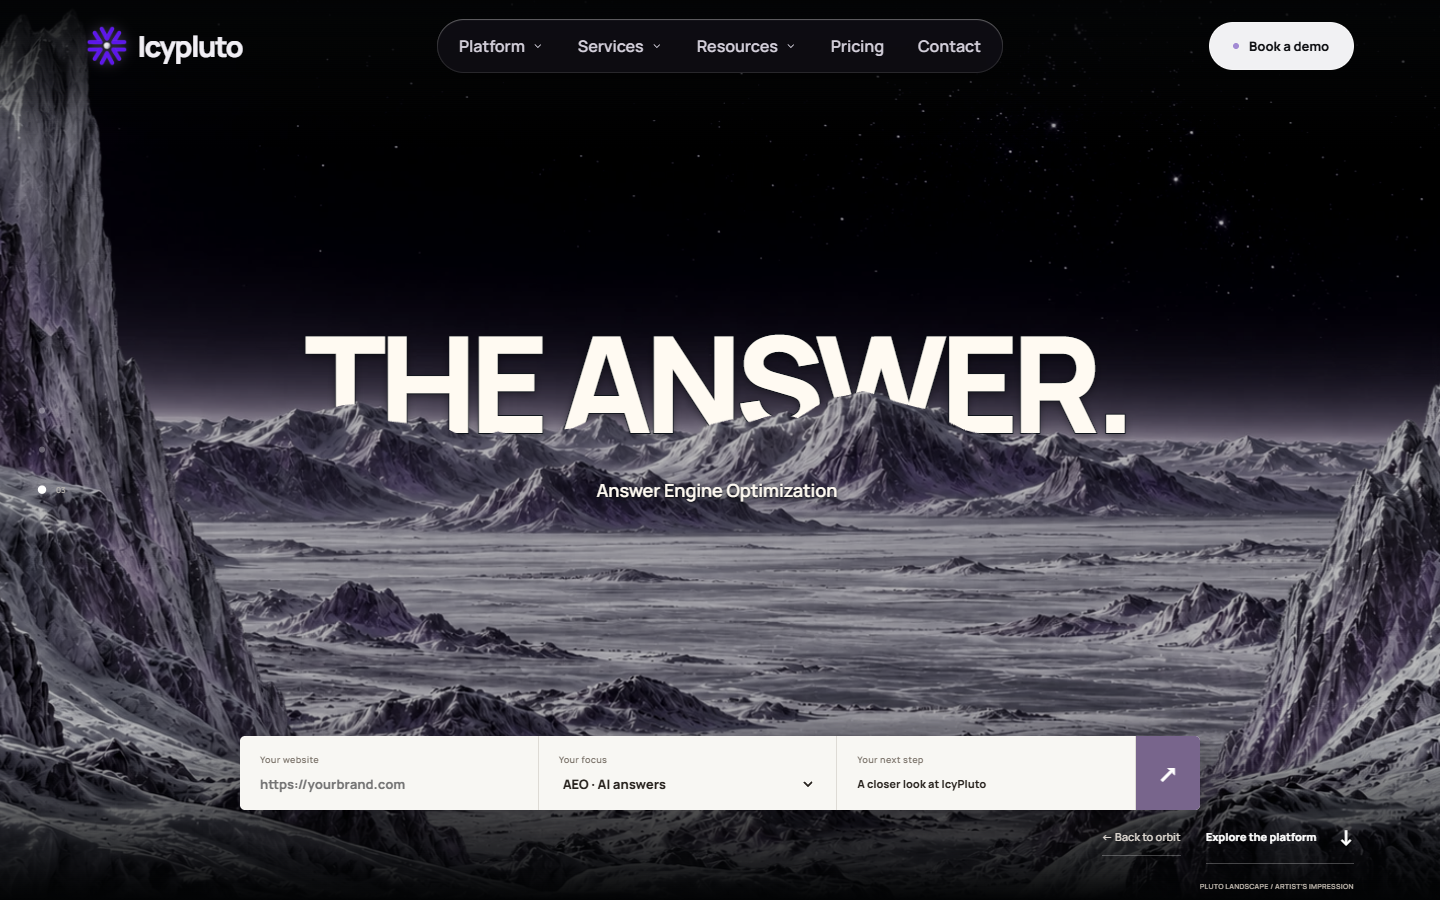 Icypluto
Platform
Services
Resources
Pricing
Contact
Book a demo
THE ANSWER.
Answer Engine Optimization
03
Your website
https://yourbrand.com
Your focus
AEO · AI answers
Your next step
A closer look at IcyPluto
↗
← Back to orbit
Explore the platform ↓
PLUTO LANDSCAPE / ARTIST'S IMPRESSION